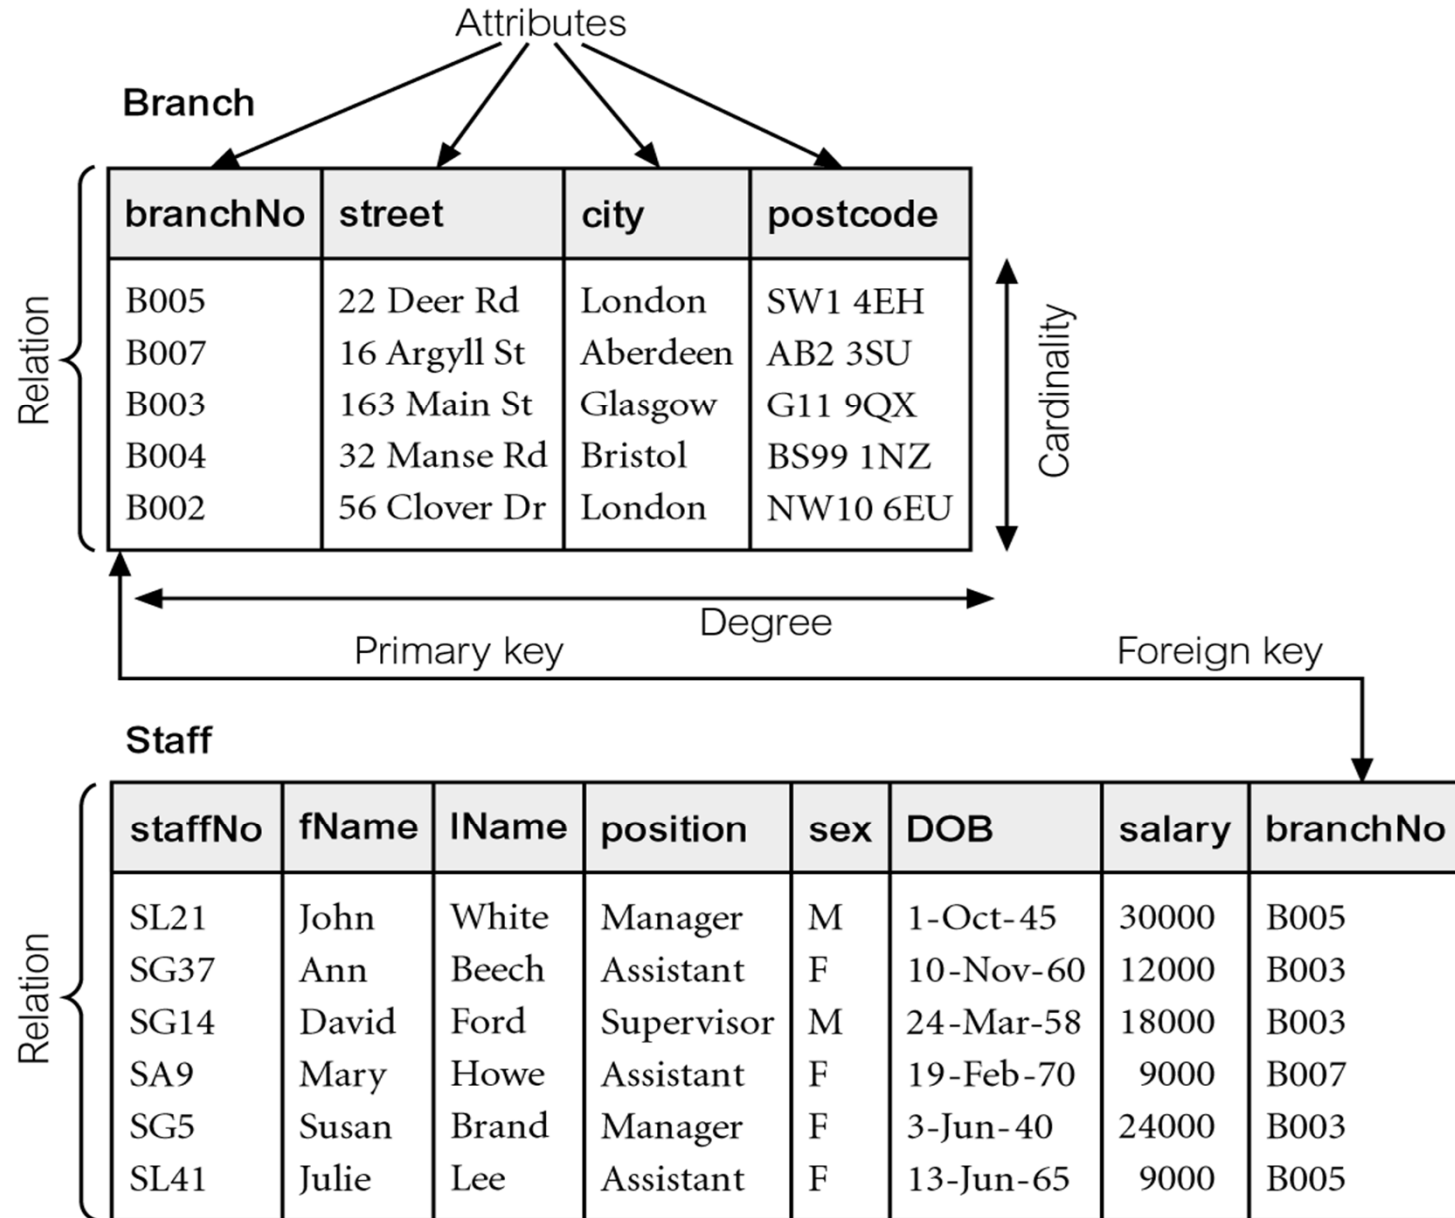 Attributes
Branch
branchNo street city postcode
B005 22 Deer Rd London SW1 4EH
B007 16 Argyll St Aberdeen AB2 3SU
B003 163 Main St Glasgow G11 9QX
B004 32 Manse Rd Bristol BS99 1NZ
B002 56 Clover Dr London NW10 6EU
Relation
Cardinality
Degree
Primary key
Foreign key
Staff
staffNo fName lName position sex DOB salary branchNo
SL21 John White Manager M 1-Oct-45 30000 B005
SG37 Ann Beech Assistant F 10-Nov-60 12000 B003
SG14 David Ford Supervisor M 24-Mar-58 18000 B003
SA9 Mary Howe Assistant F 19-Feb-70 9000 B007
SG5 Susan Brand Manager F 3-Jun-40 24000 B003
SL41 Julie Lee Assistant F 13-Jun-65 9000 B005
Relation